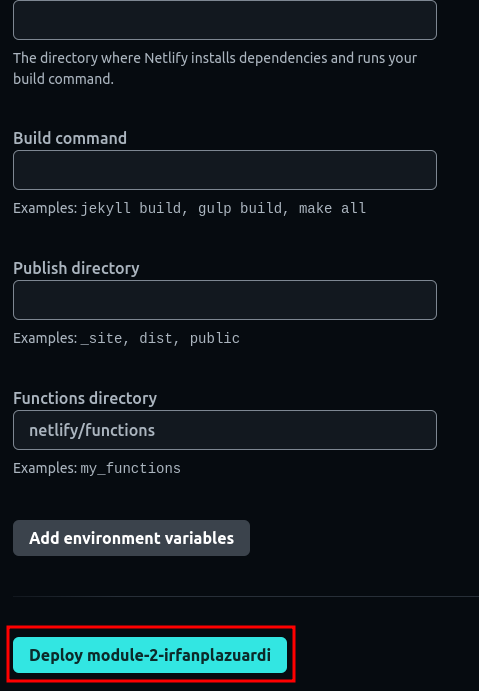 The directory where Netlify installs dependencies and runs your
build command.
Build command
Examples: jekyll build, gulp build, make all
Publish directory
Examples: _site, dist, public
Functions directory
netlify/functions
Examples: my_functions
Add environment variables
Deploy module-2-irfanplazuardi